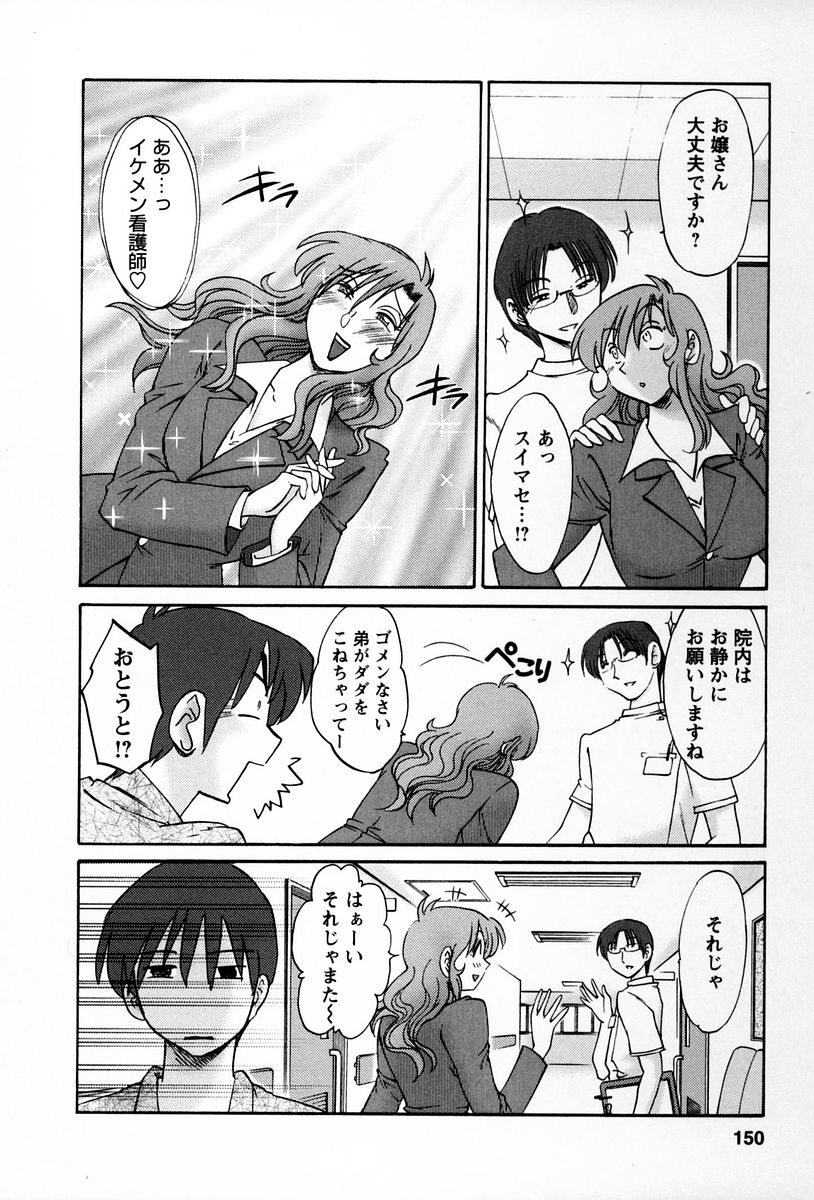 お嬢さん
大丈夫ですか?
あっ
スイマセ…!?
ああ…っ
イケメン看護師♡
キラ
キラ
院内は
お静かに
お願いしますね
ぺこり
ゴメンなさい
弟がダダを
こねちゃってー
おとうと!?
それじゃ
はぁーい
それじゃまた〜
150